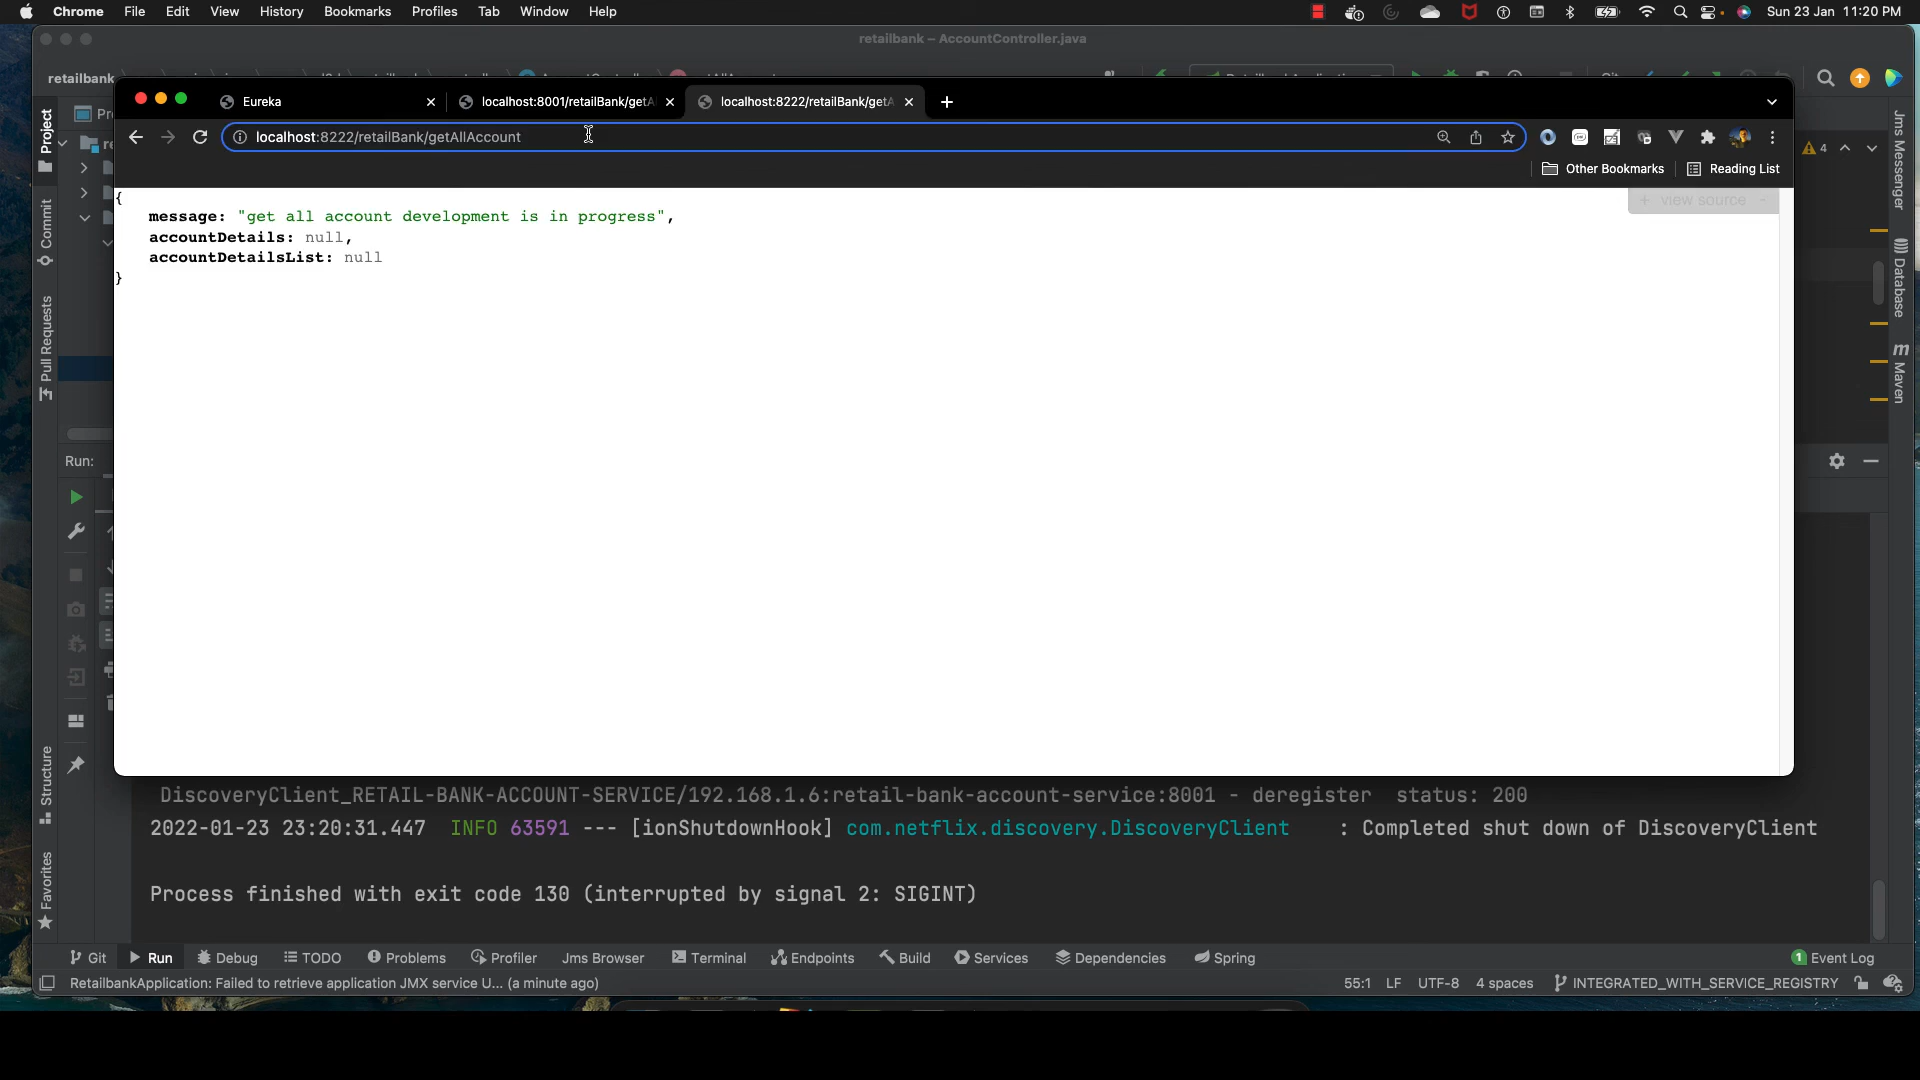 Chrome File Edit View History Bookmarks Profiles Tab Window Help Sun 23 Jan 11:20 PM
retailbank – AccountController.java
retailbank
Eureka localhost:8001/retailBank/getAl localhost:8222/retailBank/getA
localhost:8222/retailBank/getAllAccount
Other Bookmarks Reading List
4
+ view source -
{
message: "get all account development is in progress",
accountDetails: null,
accountDetailsList: null
}
Project
Commit
Pull Requests
Structure
Favorites
Jms Messenger
Database
Maven
Run:
DiscoveryClient_RETAIL-BANK-ACCOUNT-SERVICE/192.168.1.6:retail-bank-account-service:8001 - deregister status: 200
2022-01-23 23:20:31.447 INFO 63591 --- [ionShutdownHook] com.netflix.discovery.DiscoveryClient : Completed shut down of DiscoveryClient
Process finished with exit code 130 (interrupted by signal 2: SIGINT)
Git Run Debug TODO Problems Profiler Jms Browser Terminal Endpoints Build Services Dependencies Spring 1 Event Log
RetailbankApplication: Failed to retrieve application JMX service U... (a minute ago) 55:1 LF UTF-8 4 spaces INTEGRATED_WITH_SERVICE_REGISTRY